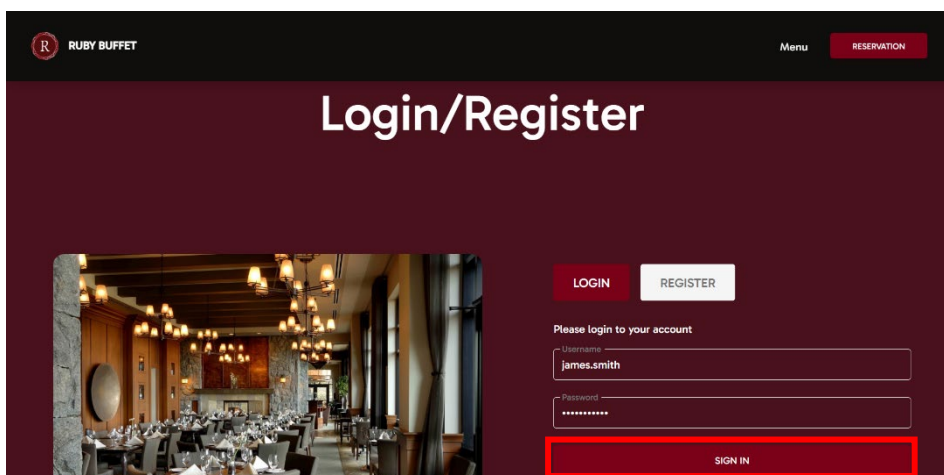 R RUBY BUFFET
Menu
RESERVATION
Login/Register
LOGIN
REGISTER
Please login to your account
Username
james.smith
Password
•••••••••••
SIGN IN